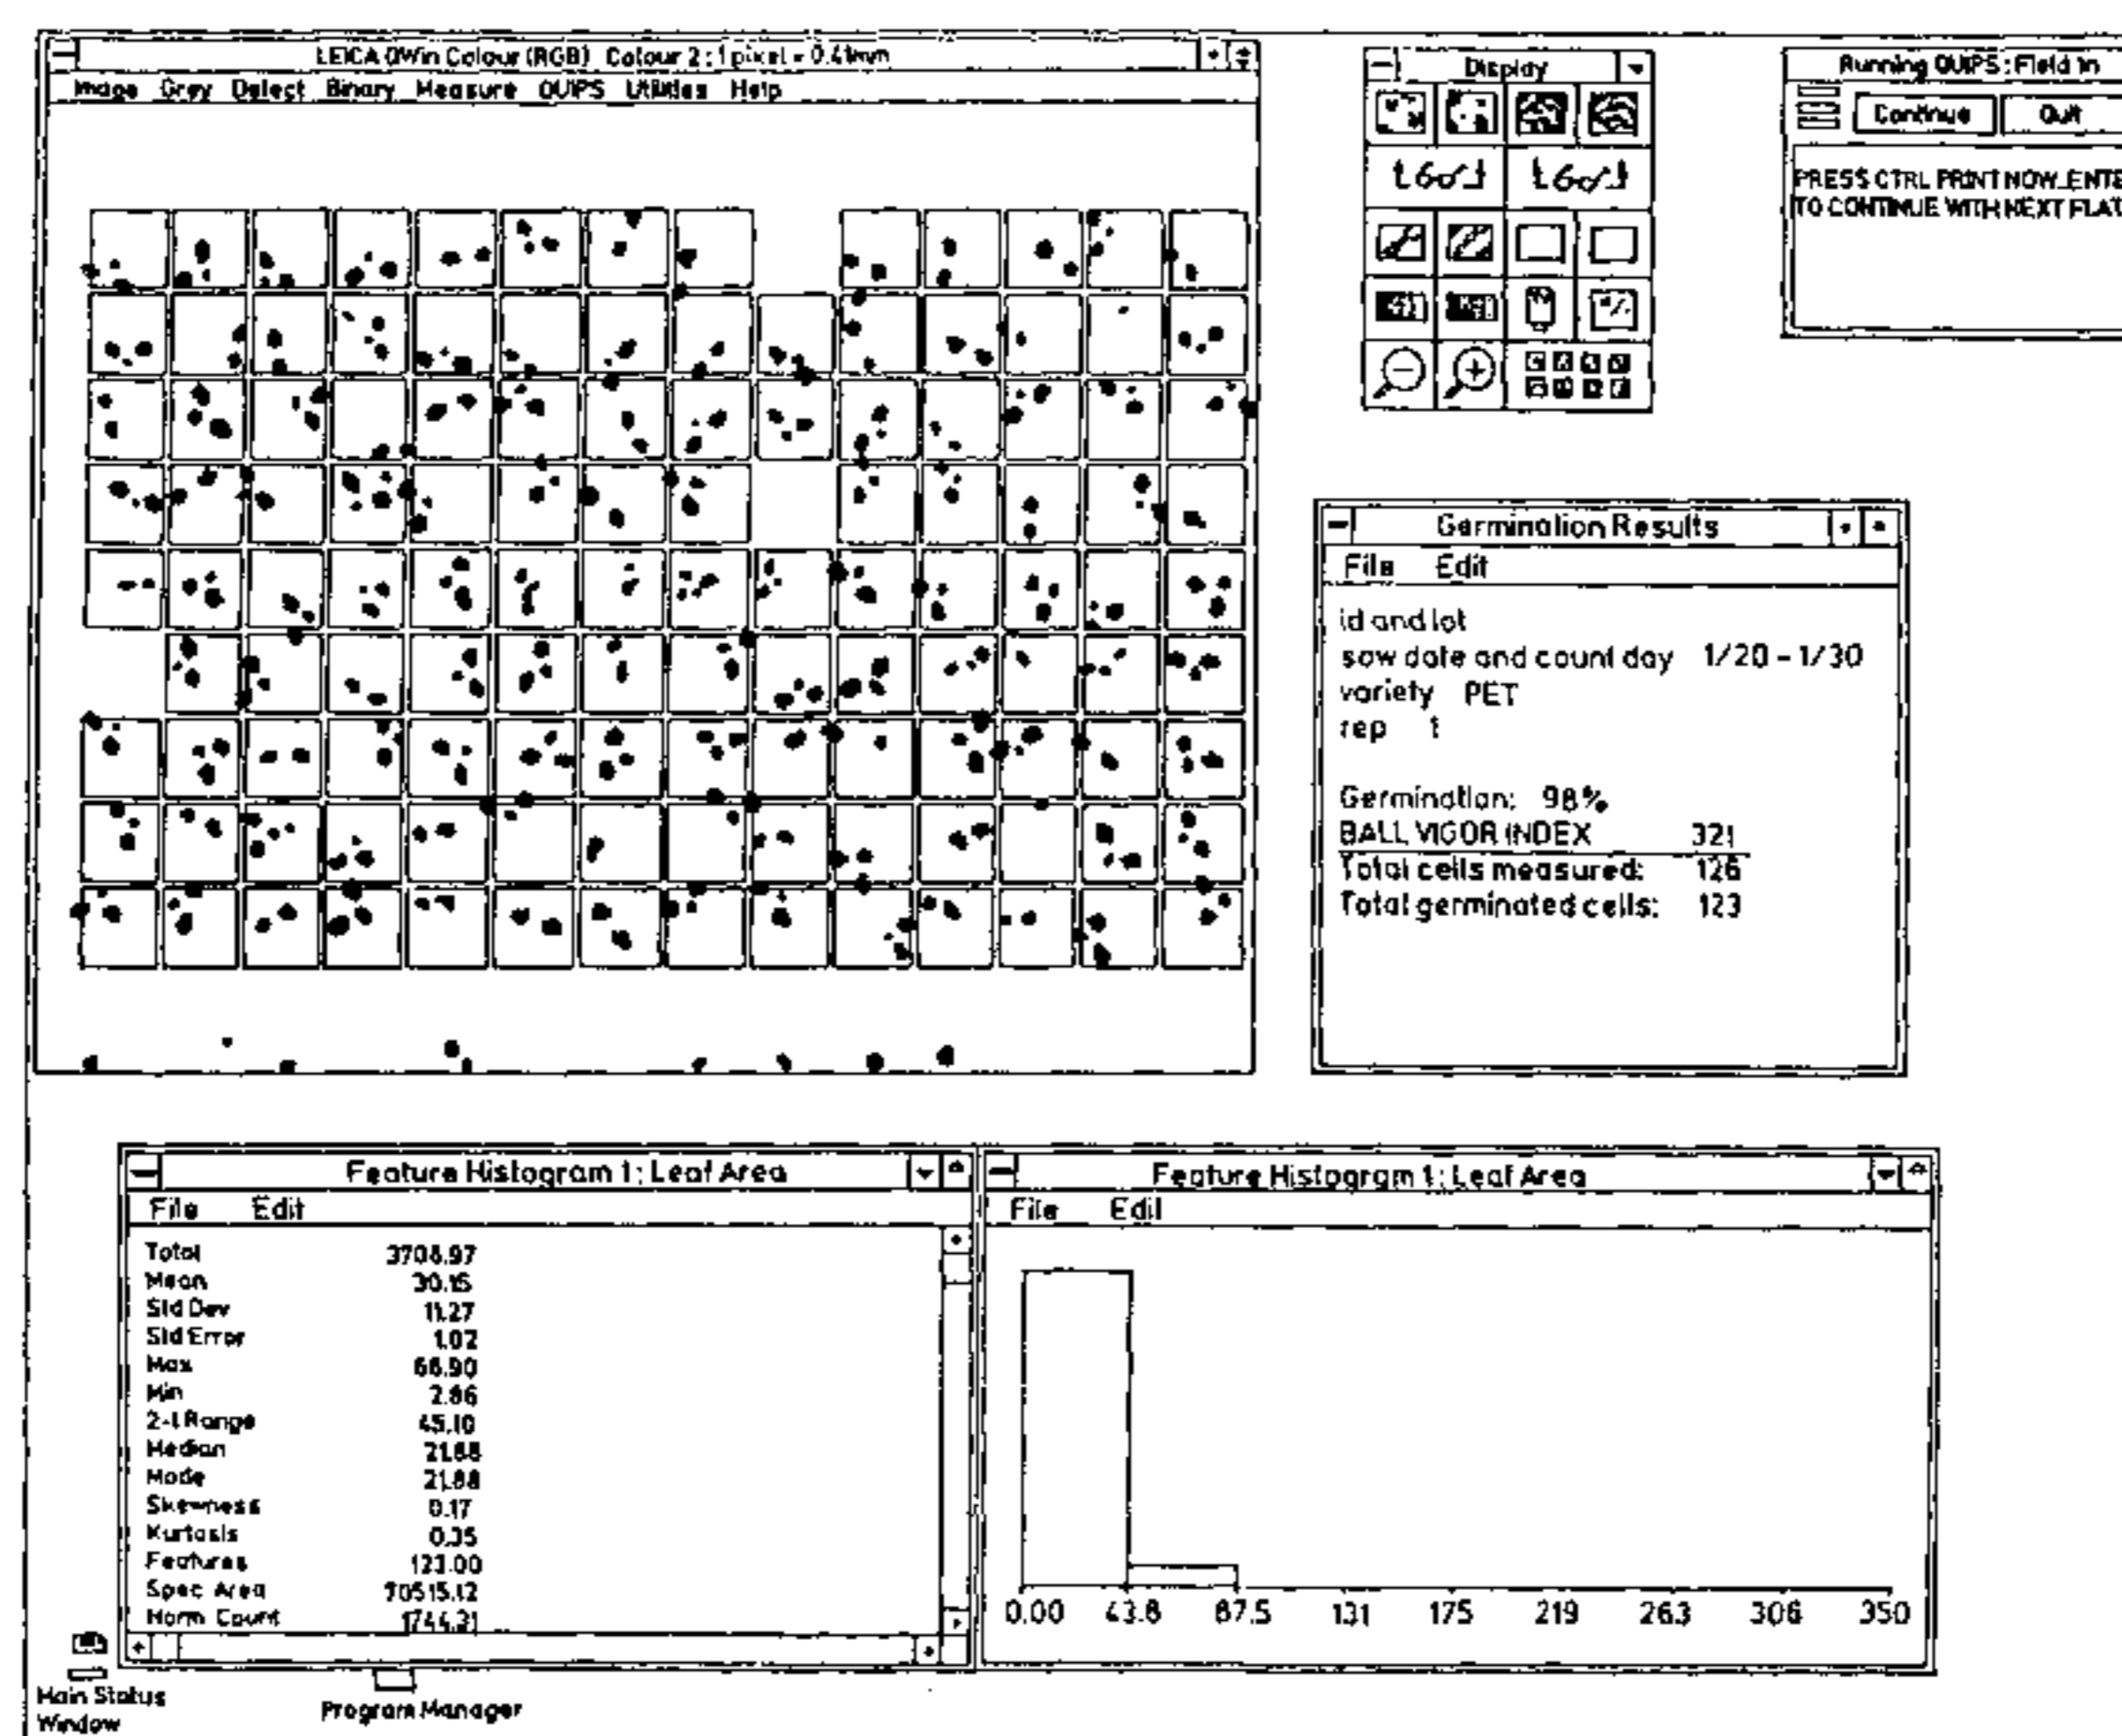 LEICA QWin Colour (RGB) Colour 2 : 1 pixel = 0.41mm
Image Grey Detect Binary Measure QUIPS Utilities Help
Display
Running QUIPS : Field In
Continue Quit
PRESS CTRL PRINT NOW_ENTE
TO CONTINUE WITH NEXT FLAT
Germination Results
File Edit
id and lot
sow date and count day 1/20 - 1/30
variety PET
rep 1
Germination: 98%
BALL VIGOR INDEX 321
Total cells measured: 126
Total germinated cells: 123
Feature Histogram 1: Leaf Area
File Edit
Total 3708.97
Mean 30.15
Std Dev 11.27
Std Error 1.02
Max 66.90
Min 2.86
2-1 Range 45.10
Median 21.88
Mode 21.88
Skewness 0.17
Kurtosis 0.35
Features 123.00
Spec Area 70515.12
Norm Count 1744.31
Feature Histogram 1: Leaf Area
File Edit
0.00 43.8 87.5 131 175 219 263 306 350
Main Status
Window
Program Manager